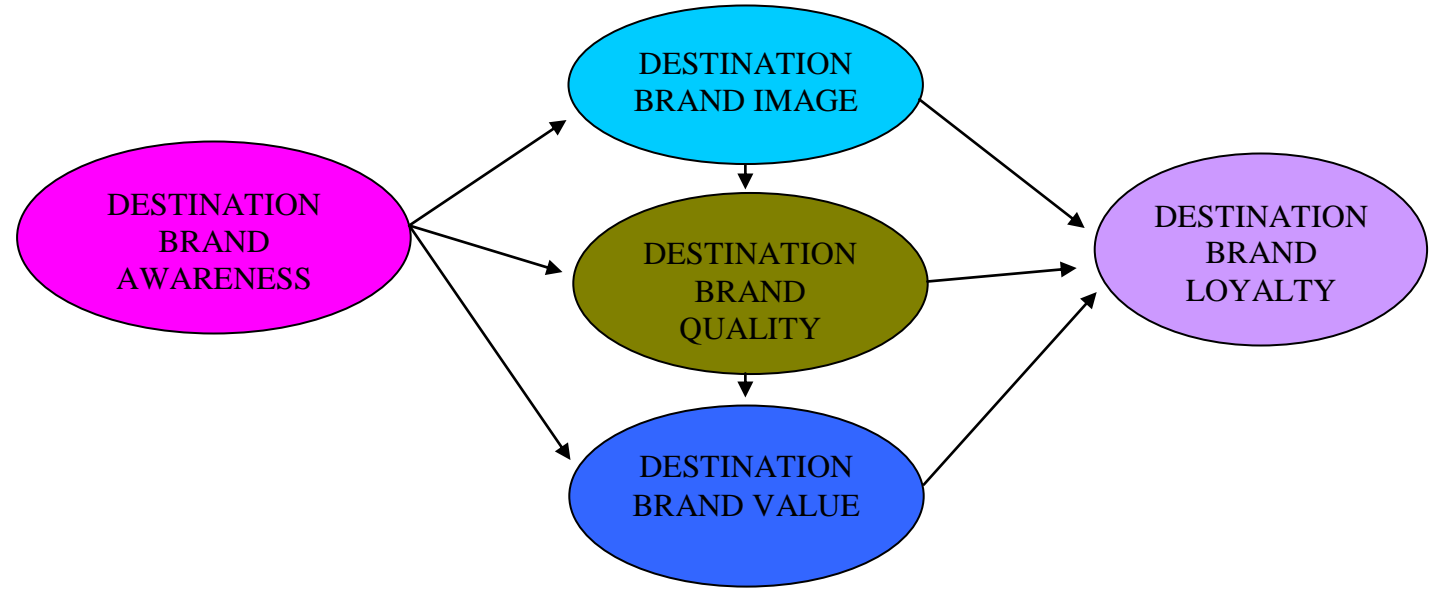 DESTINATION
BRAND
AWARENESS
DESTINATION
BRAND IMAGE
DESTINATION
BRAND
QUALITY
DESTINATION
BRAND VALUE
DESTINATION
BRAND
LOYALTY